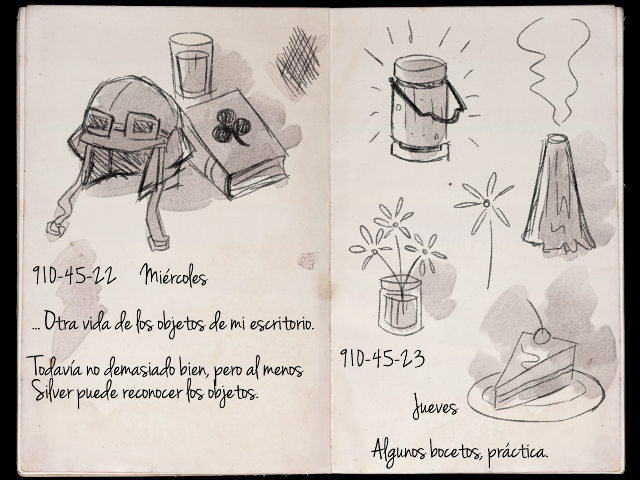 910-45-22 Miércoles
... Otra vida de los objetos de mi escritorio.
Todavía no demasiado bien, pero al menos
Silver puede reconocer los objetos.
910-45-23
Jueves
Algunos bocetos, práctica.